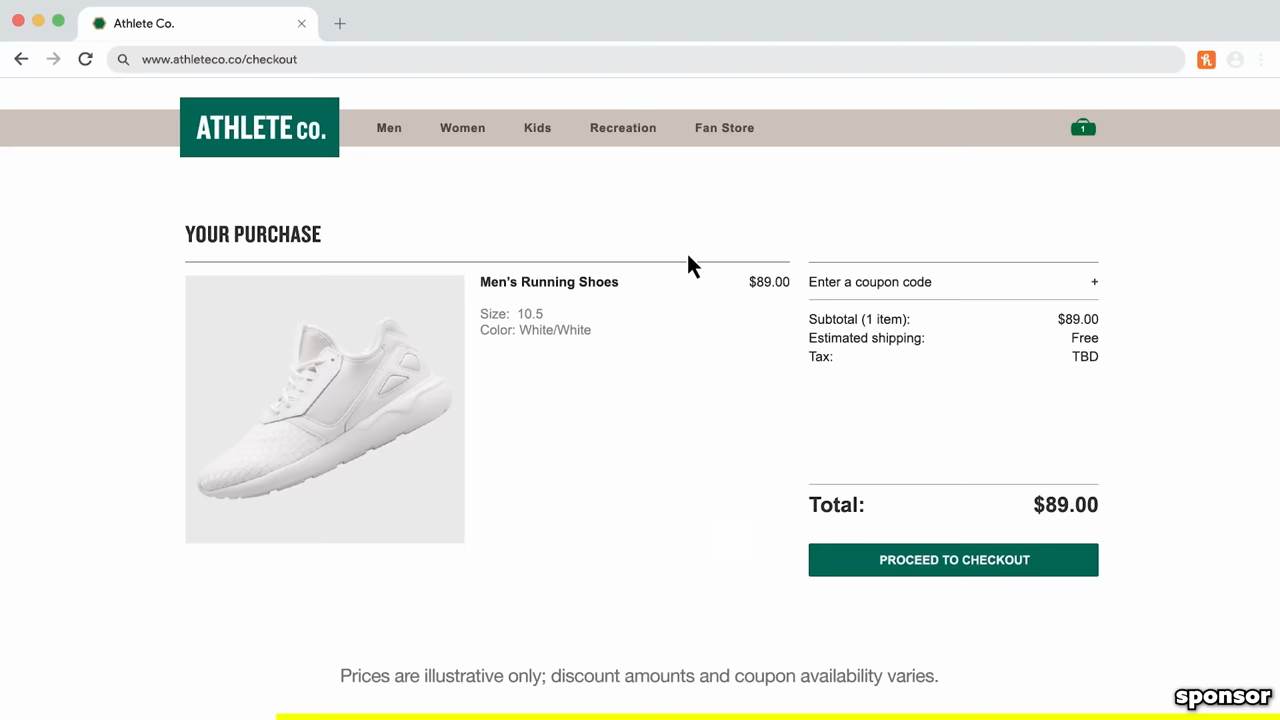 Athlete Co.
www.athleteco.co/checkout
ATHLETE CO.
Men Women Kids Recreation Fan Store
1
YOUR PURCHASE
Men's Running Shoes $89.00
Size: 10.5
Color: White/White
Enter a coupon code +
Subtotal (1 item): $89.00
Estimated shipping: Free
Tax: TBD
Total: $89.00
PROCEED TO CHECKOUT
Prices are illustrative only; discount amounts and coupon availability varies.
sponsor